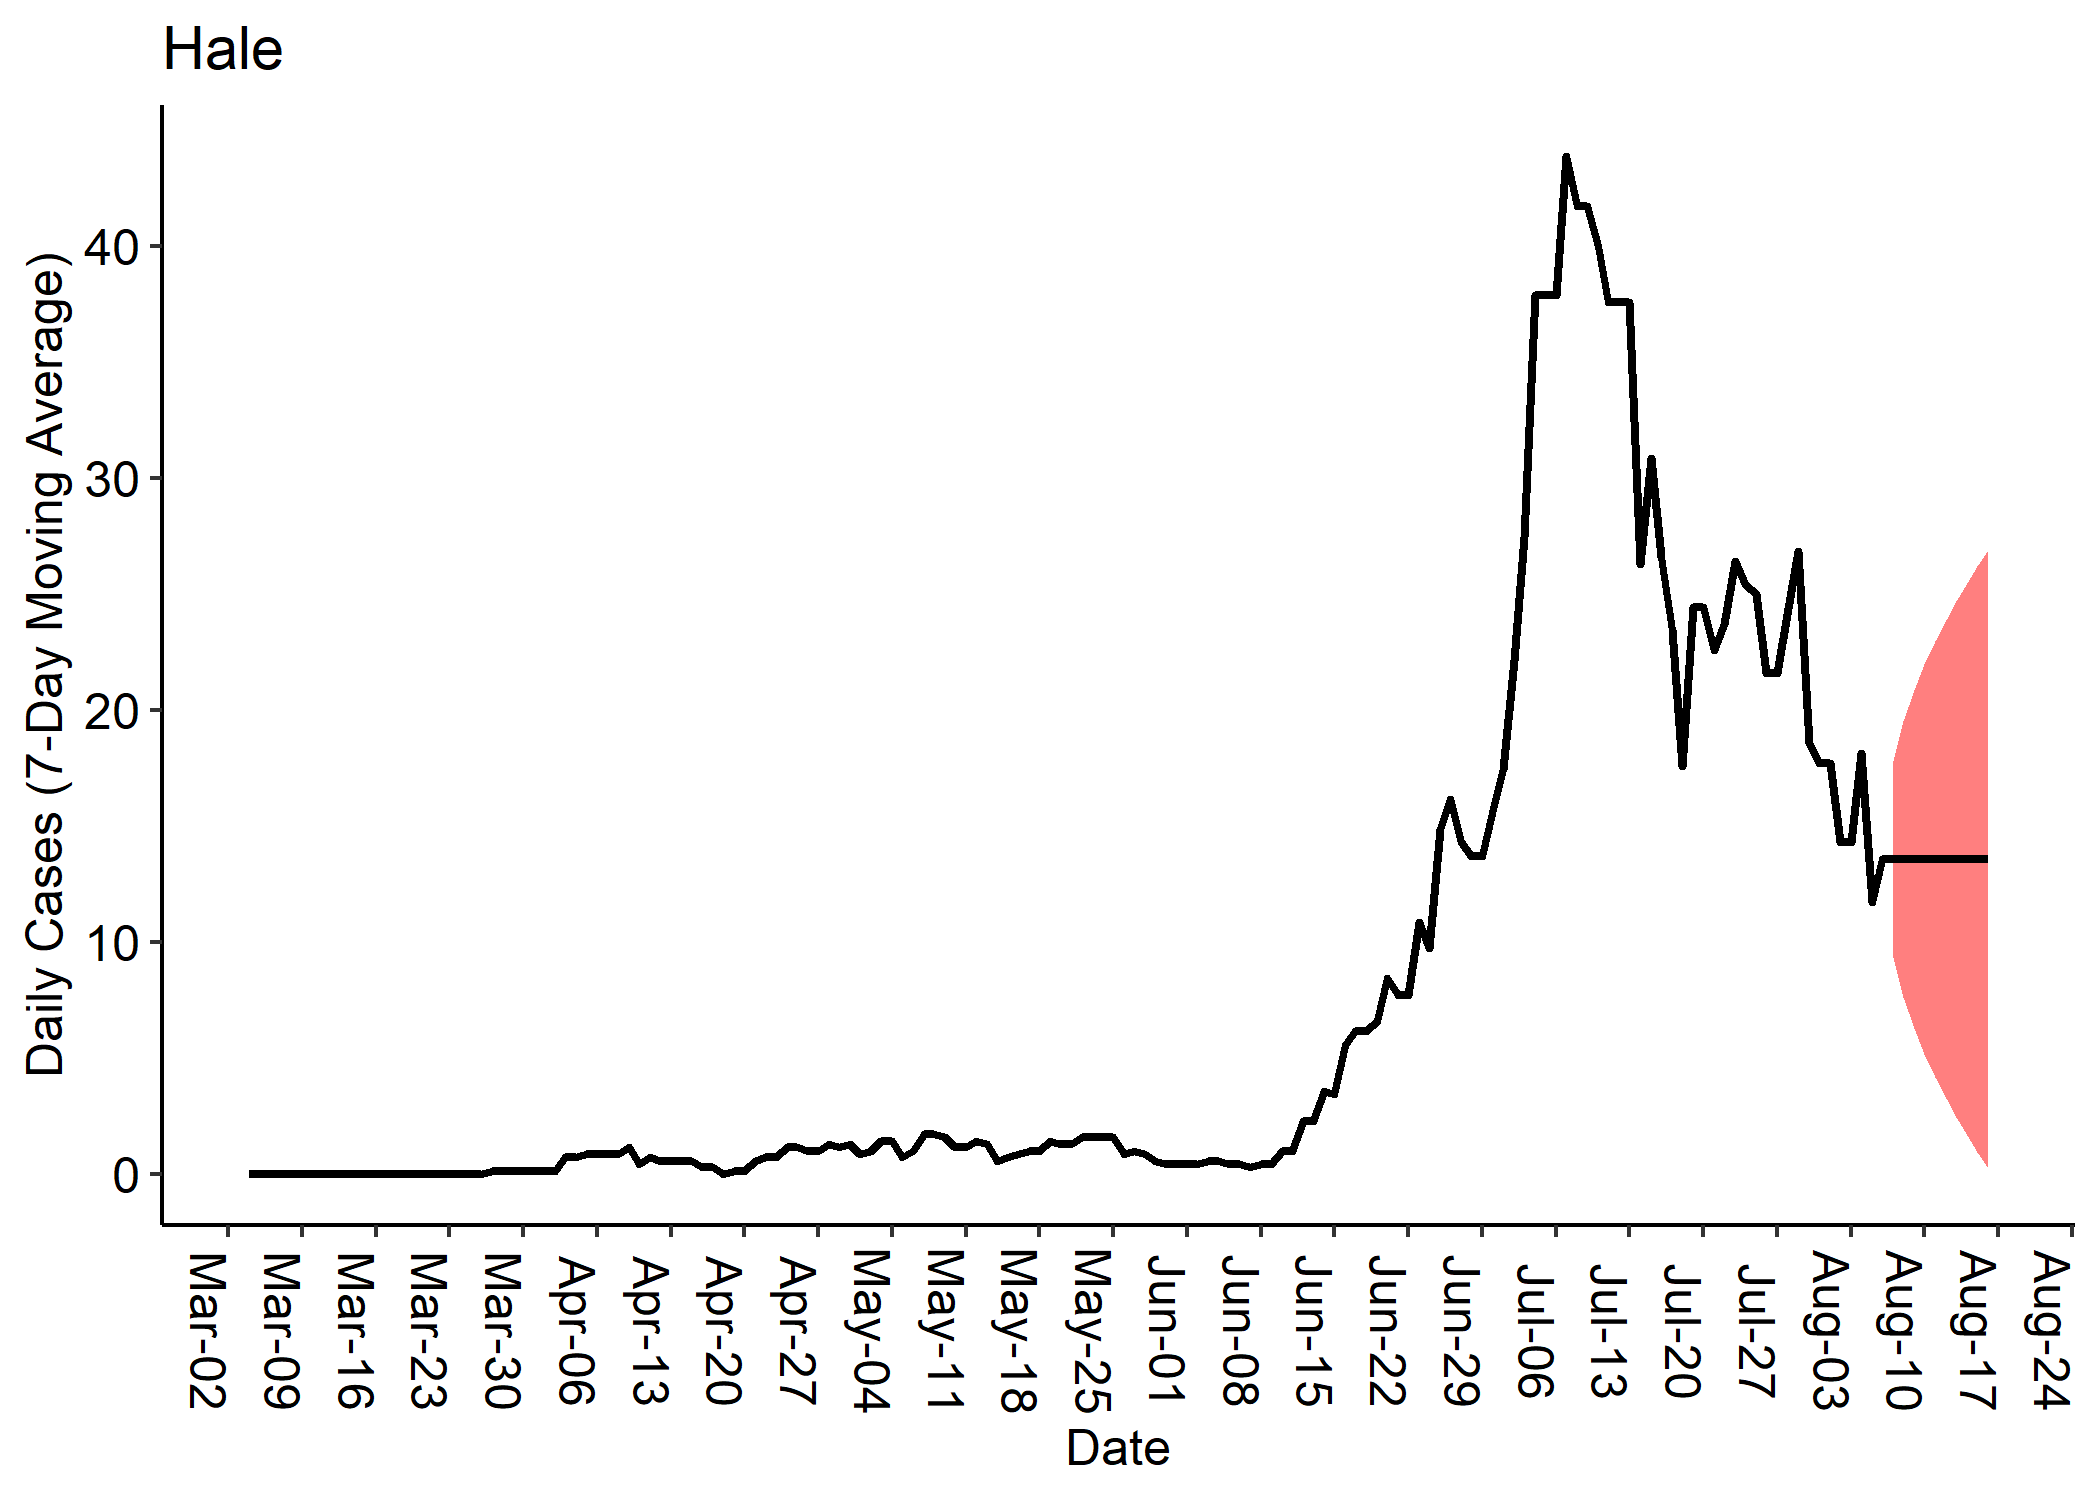 Hale
Daily Cases (7-Day Moving Average)
40
30
20
10
0
Mar-02
Mar-09
Mar-16
Mar-23
Mar-30
Apr-06
Apr-13
Apr-20
Apr-27
May-04
May-11
May-18
May-25
Jun-01
Jun-08
Jun-15
Jun-22
Jun-29
Jul-06
Jul-13
Jul-20
Jul-27
Aug-03
Aug-10
Aug-17
Aug-24
Date